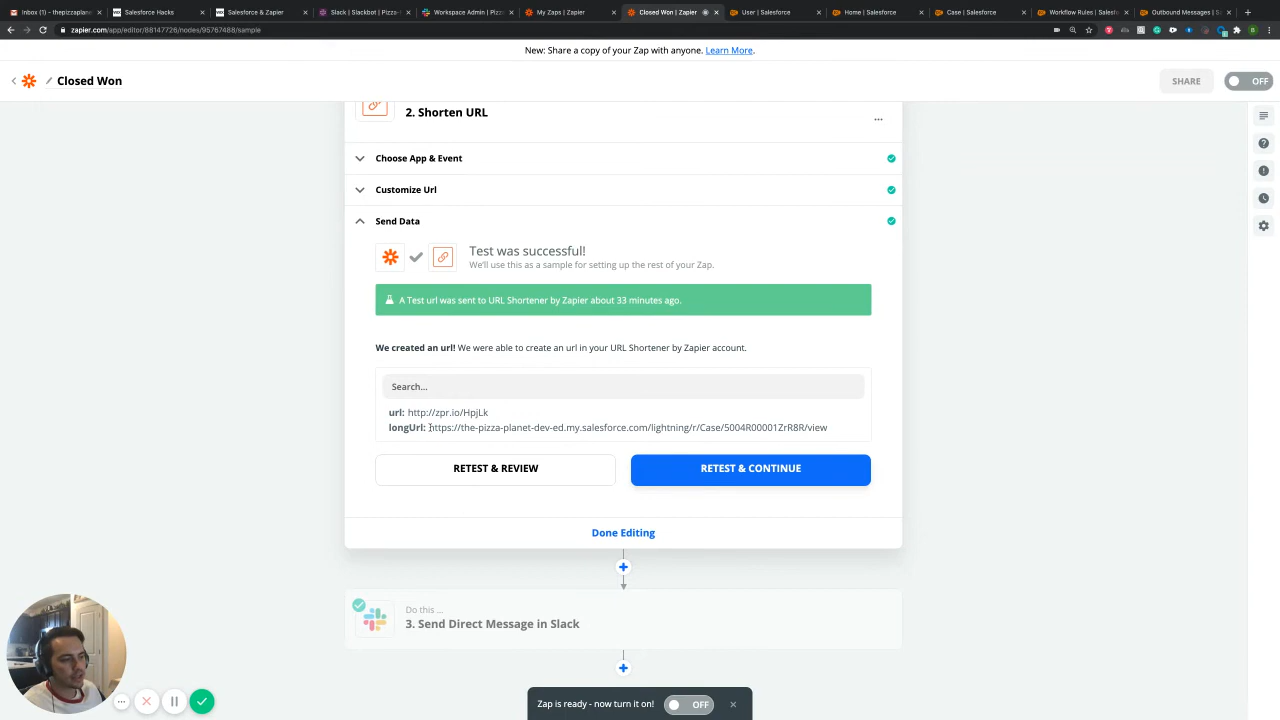 Inbox (1) - thepizzaplane
Salesforce Hacks
Salesforce & Zapier
Slack | Slackbot | Pizza-
Workspace Admin | Pizz
My Zaps | Zapier
Closed Won | Zapier
User | Salesforce
Home | Salesforce
Case | Salesforce
Workflow Rules | Salesf
Outbound Messages | S
zapier.com/app/editor/88147726/nodes/95767488/sample
New: Share a copy of your Zap with anyone. Learn More.
Closed Won
SHARE
OFF
2. Shorten URL
Choose App & Event
Customize Url
Send Data
Test was successful!
We'll use this as a sample for setting up the rest of your Zap.
A Test url was sent to URL Shortener by Zapier about 33 minutes ago.
We created an url! We were able to create an url in your URL Shortener by Zapier account.
Search...
url: http://zpr.io/HpjLk
longUrl: https://the-pizza-planet-dev-ed.my.salesforce.com/lightning/r/Case/5004R00001ZrR8R/view
RETEST & REVIEW
RETEST & CONTINUE
Done Editing
Do this ...
3. Send Direct Message in Slack
Zap is ready - now turn it on!
OFF